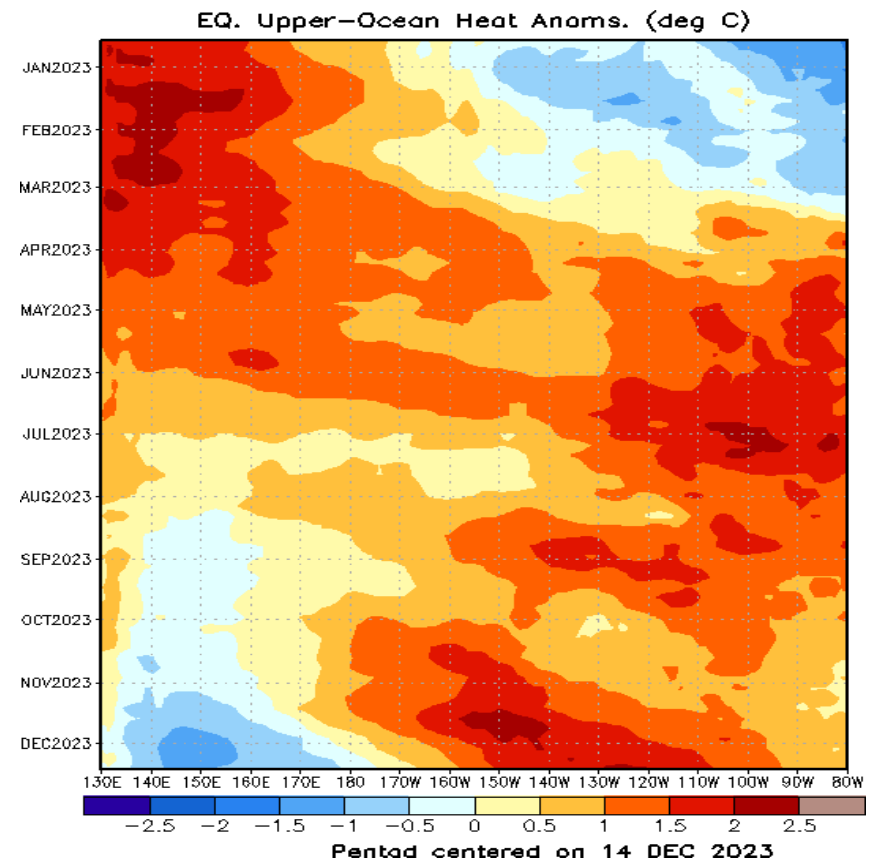 EQ. Upper-Ocean Heat Anoms. (deg C)
JAN2023
FEB2023
MAR2023
APR2023
MAY2023
JUN2023
JUL2023
AUG2023
SEP2023
OCT2023
NOV2023
DEC2023
130E 140E 150E 160E 170E 180 170W 160W 150W 140W 130W 120W 110W 100W 90W 80W
-2.5 -2 -1.5 -1 -0.5 0 0.5 1 1.5 2 2.5
Pentad centered on 14 DEC 2023